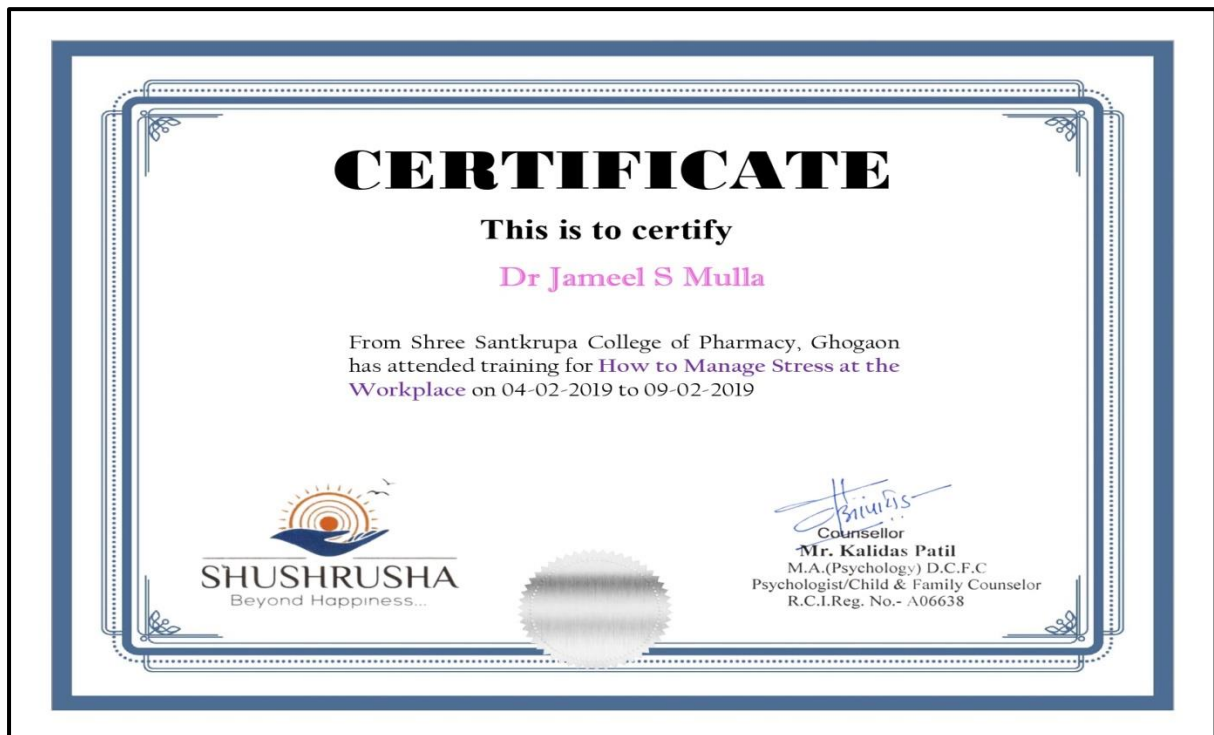 CERTIFICATE
This is to certify
Dr Jameel S Mulla
From Shree Santkrupa College of Pharmacy, Ghogaon
has attended training for How to Manage Stress at the
Workplace on 04-02-2019 to 09-02-2019
SHUSHRUSHA
Beyond Happiness...
Counsellor
Mr. Kalidas Patil
M.A.(Psychology) D.C.F.C
Psychologist/Child & Family Counselor
R.C.I.Reg. No.- A06638